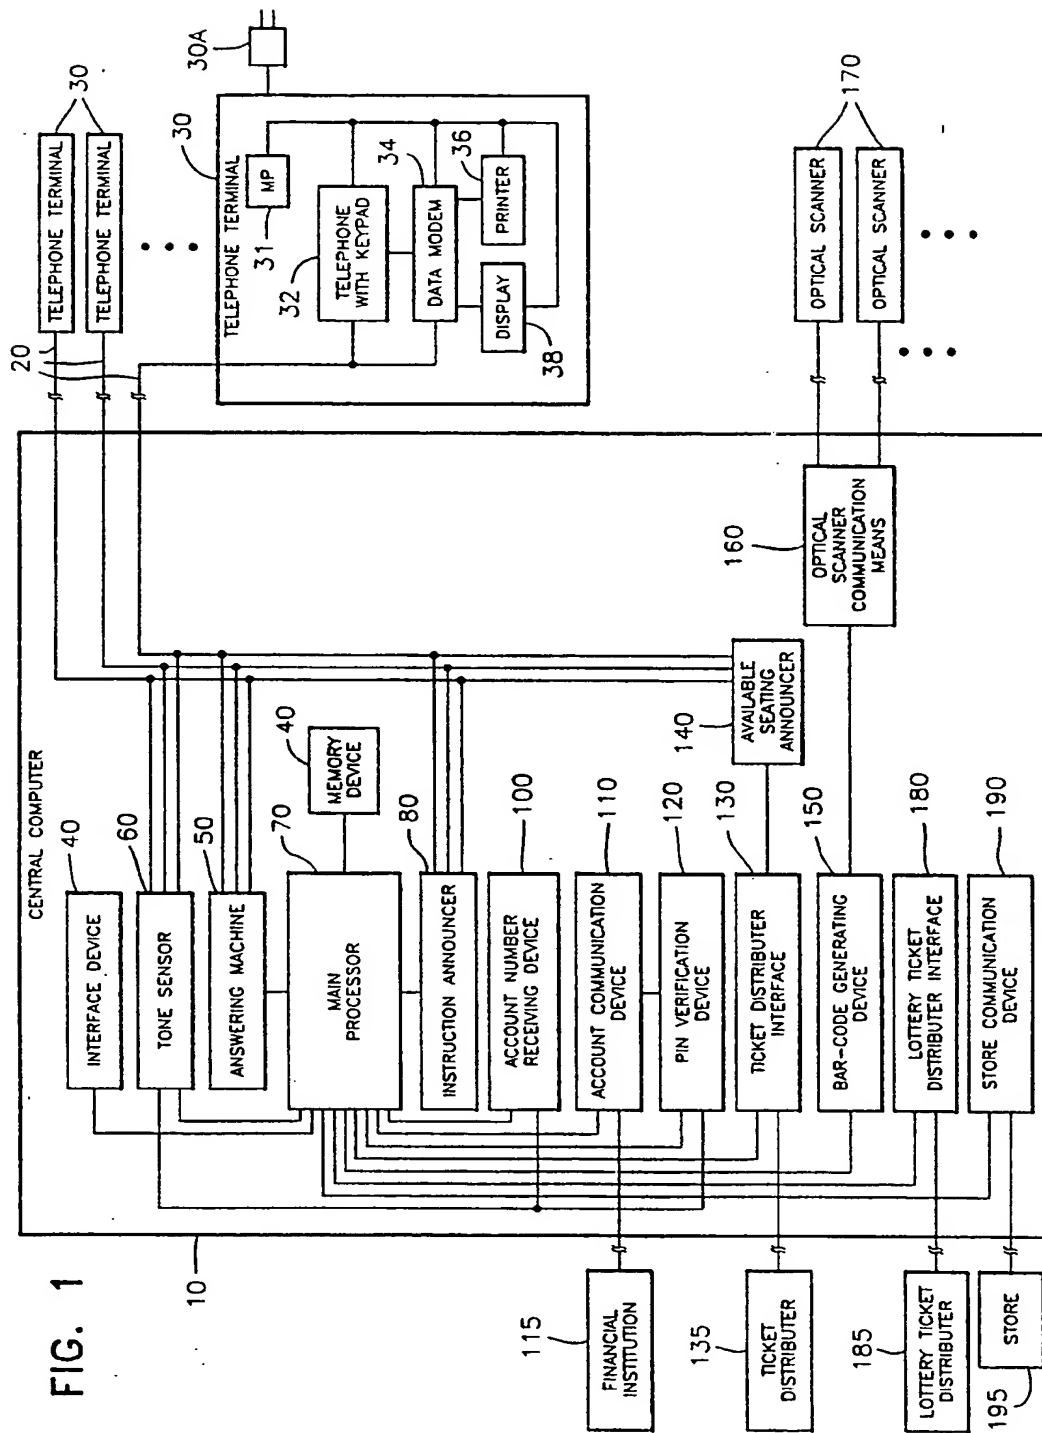 FIG. 1
10
CENTRAL COMPUTER
40
INTERFACE DEVICE
60
TONE SENSOR
50
ANSWERING MACHINE
70
MAIN
PROCESSOR
40
MEMORY
DEVICE
80
INSTRUCTION ANNOUNCER
100
ACCOUNT NUMBER
RECEIVING DEVICE
110
ACCOUNT COMMUNICATION
DEVICE
120
PIN VERIFICATION
DEVICE
130
TICKET DISTRIBUTER
INTERFACE
140
AVAILABLE
SEATING
ANNOUNCER
150
BAR-CODE GENERATING
DEVICE
160
OPTICAL
SCANNER
COMMUNICATION
MEANS
180
LOTTERY TICKET
DISTRIBUTER INTERFACE
190
STORE COMMUNICATION
DEVICE
115
FINANCIAL
INSTITUTION
135
TICKET
DISTRIBUTER
185
LOTTERY TICKET
DISTRIBUTER
195
STORE
20
TELEPHONE TERMINAL
TELEPHONE TERMINAL
30
30
30A
TELEPHONE TERMINAL
MP
31
32
TELEPHONE
WITH KEYPAD
34
DATA MODEM
36
PRINTER
DISPLAY
38
OPTICAL SCANNER
OPTICAL SCANNER
170